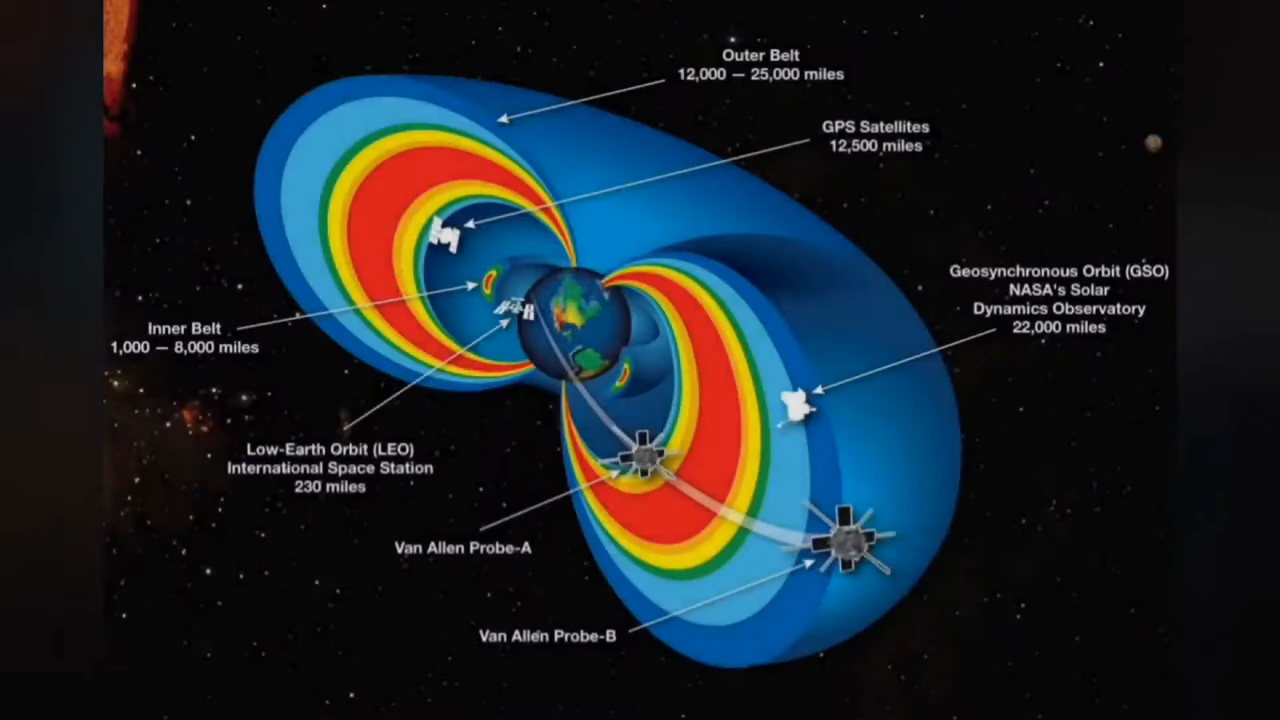 Outer Belt
12,000 — 25,000 miles
GPS Satellites
12,500 miles
Geosynchronous Orbit (GSO)
NASA's Solar
Dynamics Observatory
22,000 miles
Inner Belt
1,000 — 8,000 miles
Low-Earth Orbit (LEO)
International Space Station
230 miles
Van Allen Probe-A
Van Allen Probe-B